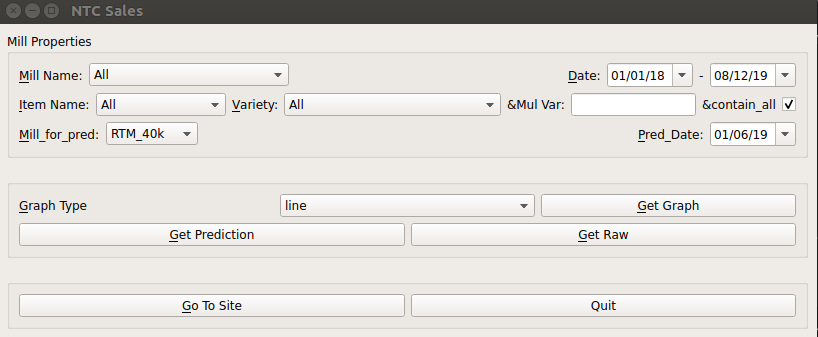 NTC Sales
Mill Properties
Mill Name: All Date: 01/01/18 - 08/12/19
Item Name: All Variety: All &Mul Var: &contain_all
Mill_for_pred: RTM_40k Pred_Date: 01/06/19
Graph Type line Get Graph
Get Prediction Get Raw
Go To Site Quit